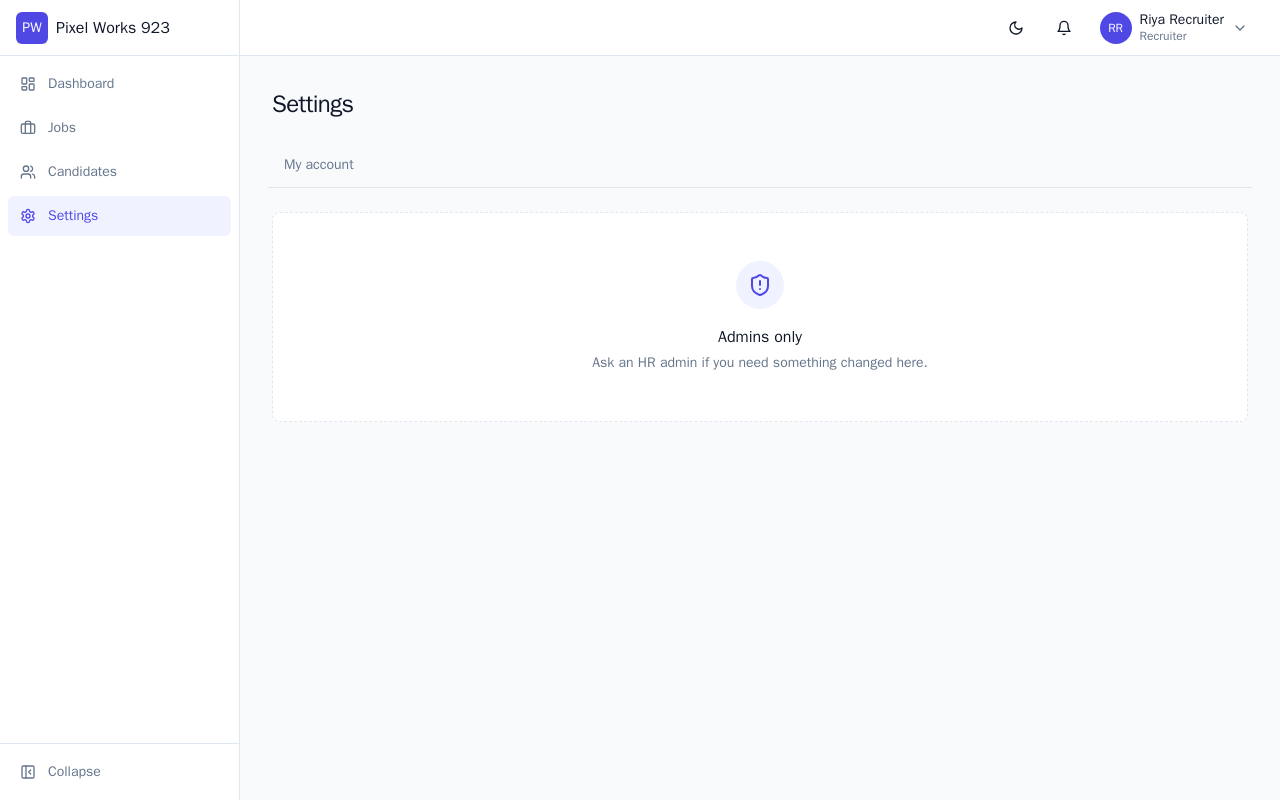 PW Pixel Works 923
RR Riya Recruiter
Recruiter
Dashboard
Jobs
Candidates
Settings
Collapse
Settings
My account
Admins only
Ask an HR admin if you need something changed here.